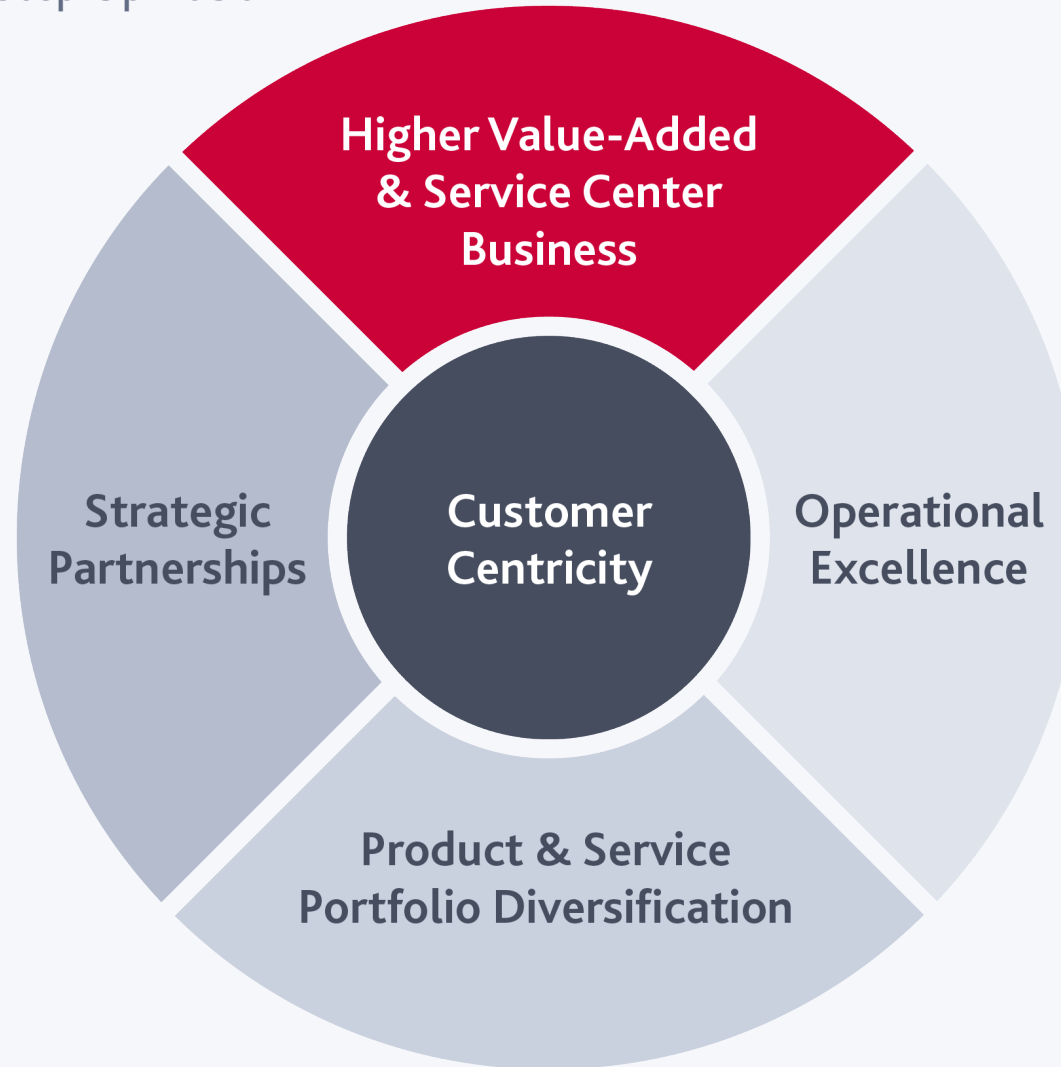 Higher Value-Added
& Service Center
Business
Strategic
Partnerships
Customer
Centricity
Operational
Excellence
Product & Service
Portfolio Diversification